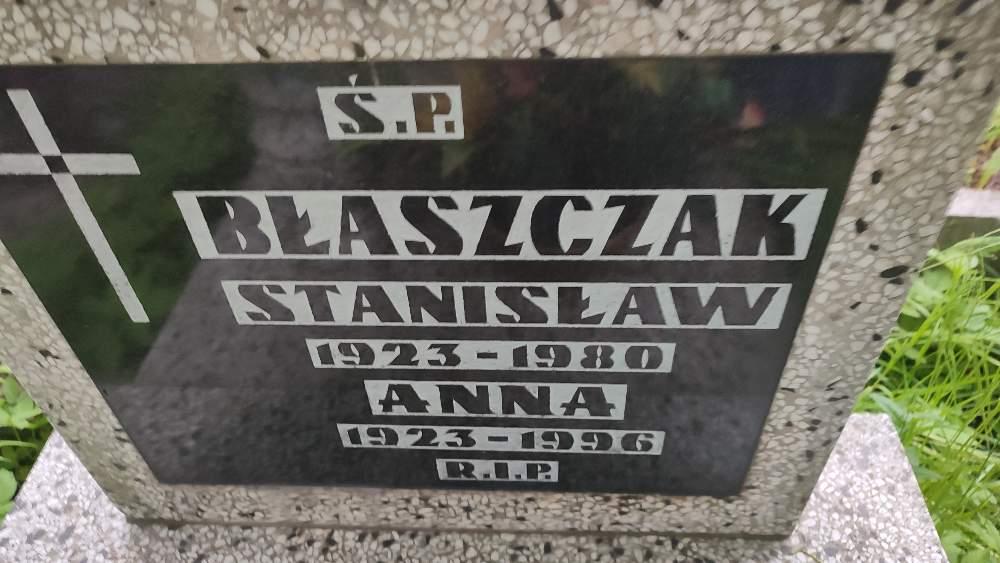 Ś.P.
BŁASZCZAK
STANISŁAW
1923-1980
ANNA
1923-1996
R.I.P.